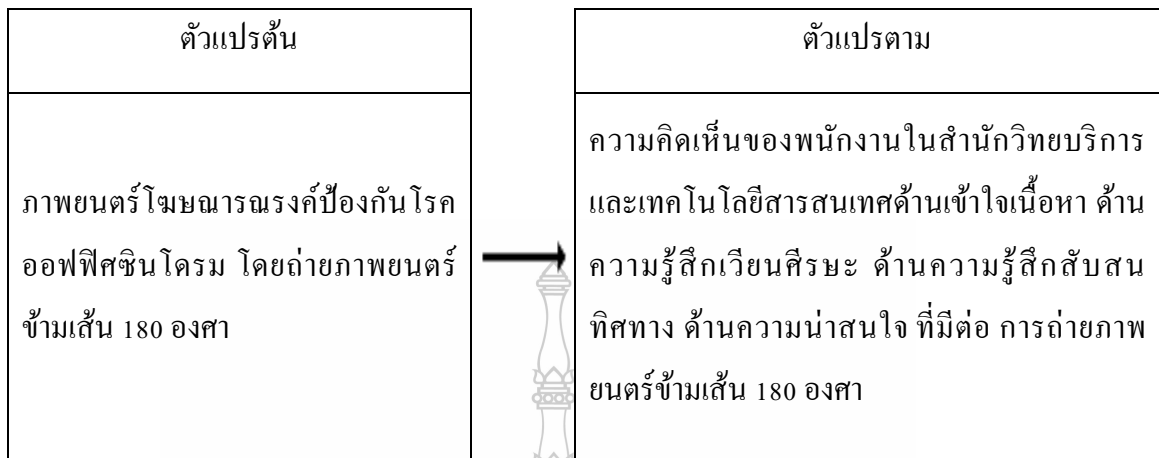 ตัวแปรต้น
ภาพยนตร์โฆษณารณรงค์ป้องกันโรค
ออฟฟิศซินโดรม โดยถ่ายภาพยนตร์
ข้ามเส้น 180 องศา
ตัวแปรตาม
ความคิดเห็นของพนักงานในสำนักวิทยบริการ
และเทคโนโลยีสารสนเทศด้านเข้าใจเนื้อหา ด้าน
ความรู้สึกเวียนศีรษะ ด้านความรู้สึกสับสน
ทิศทาง ด้านความน่าสนใจ ที่มีต่อ การถ่ายภาพ
ยนตร์ข้ามเส้น 180 องศา